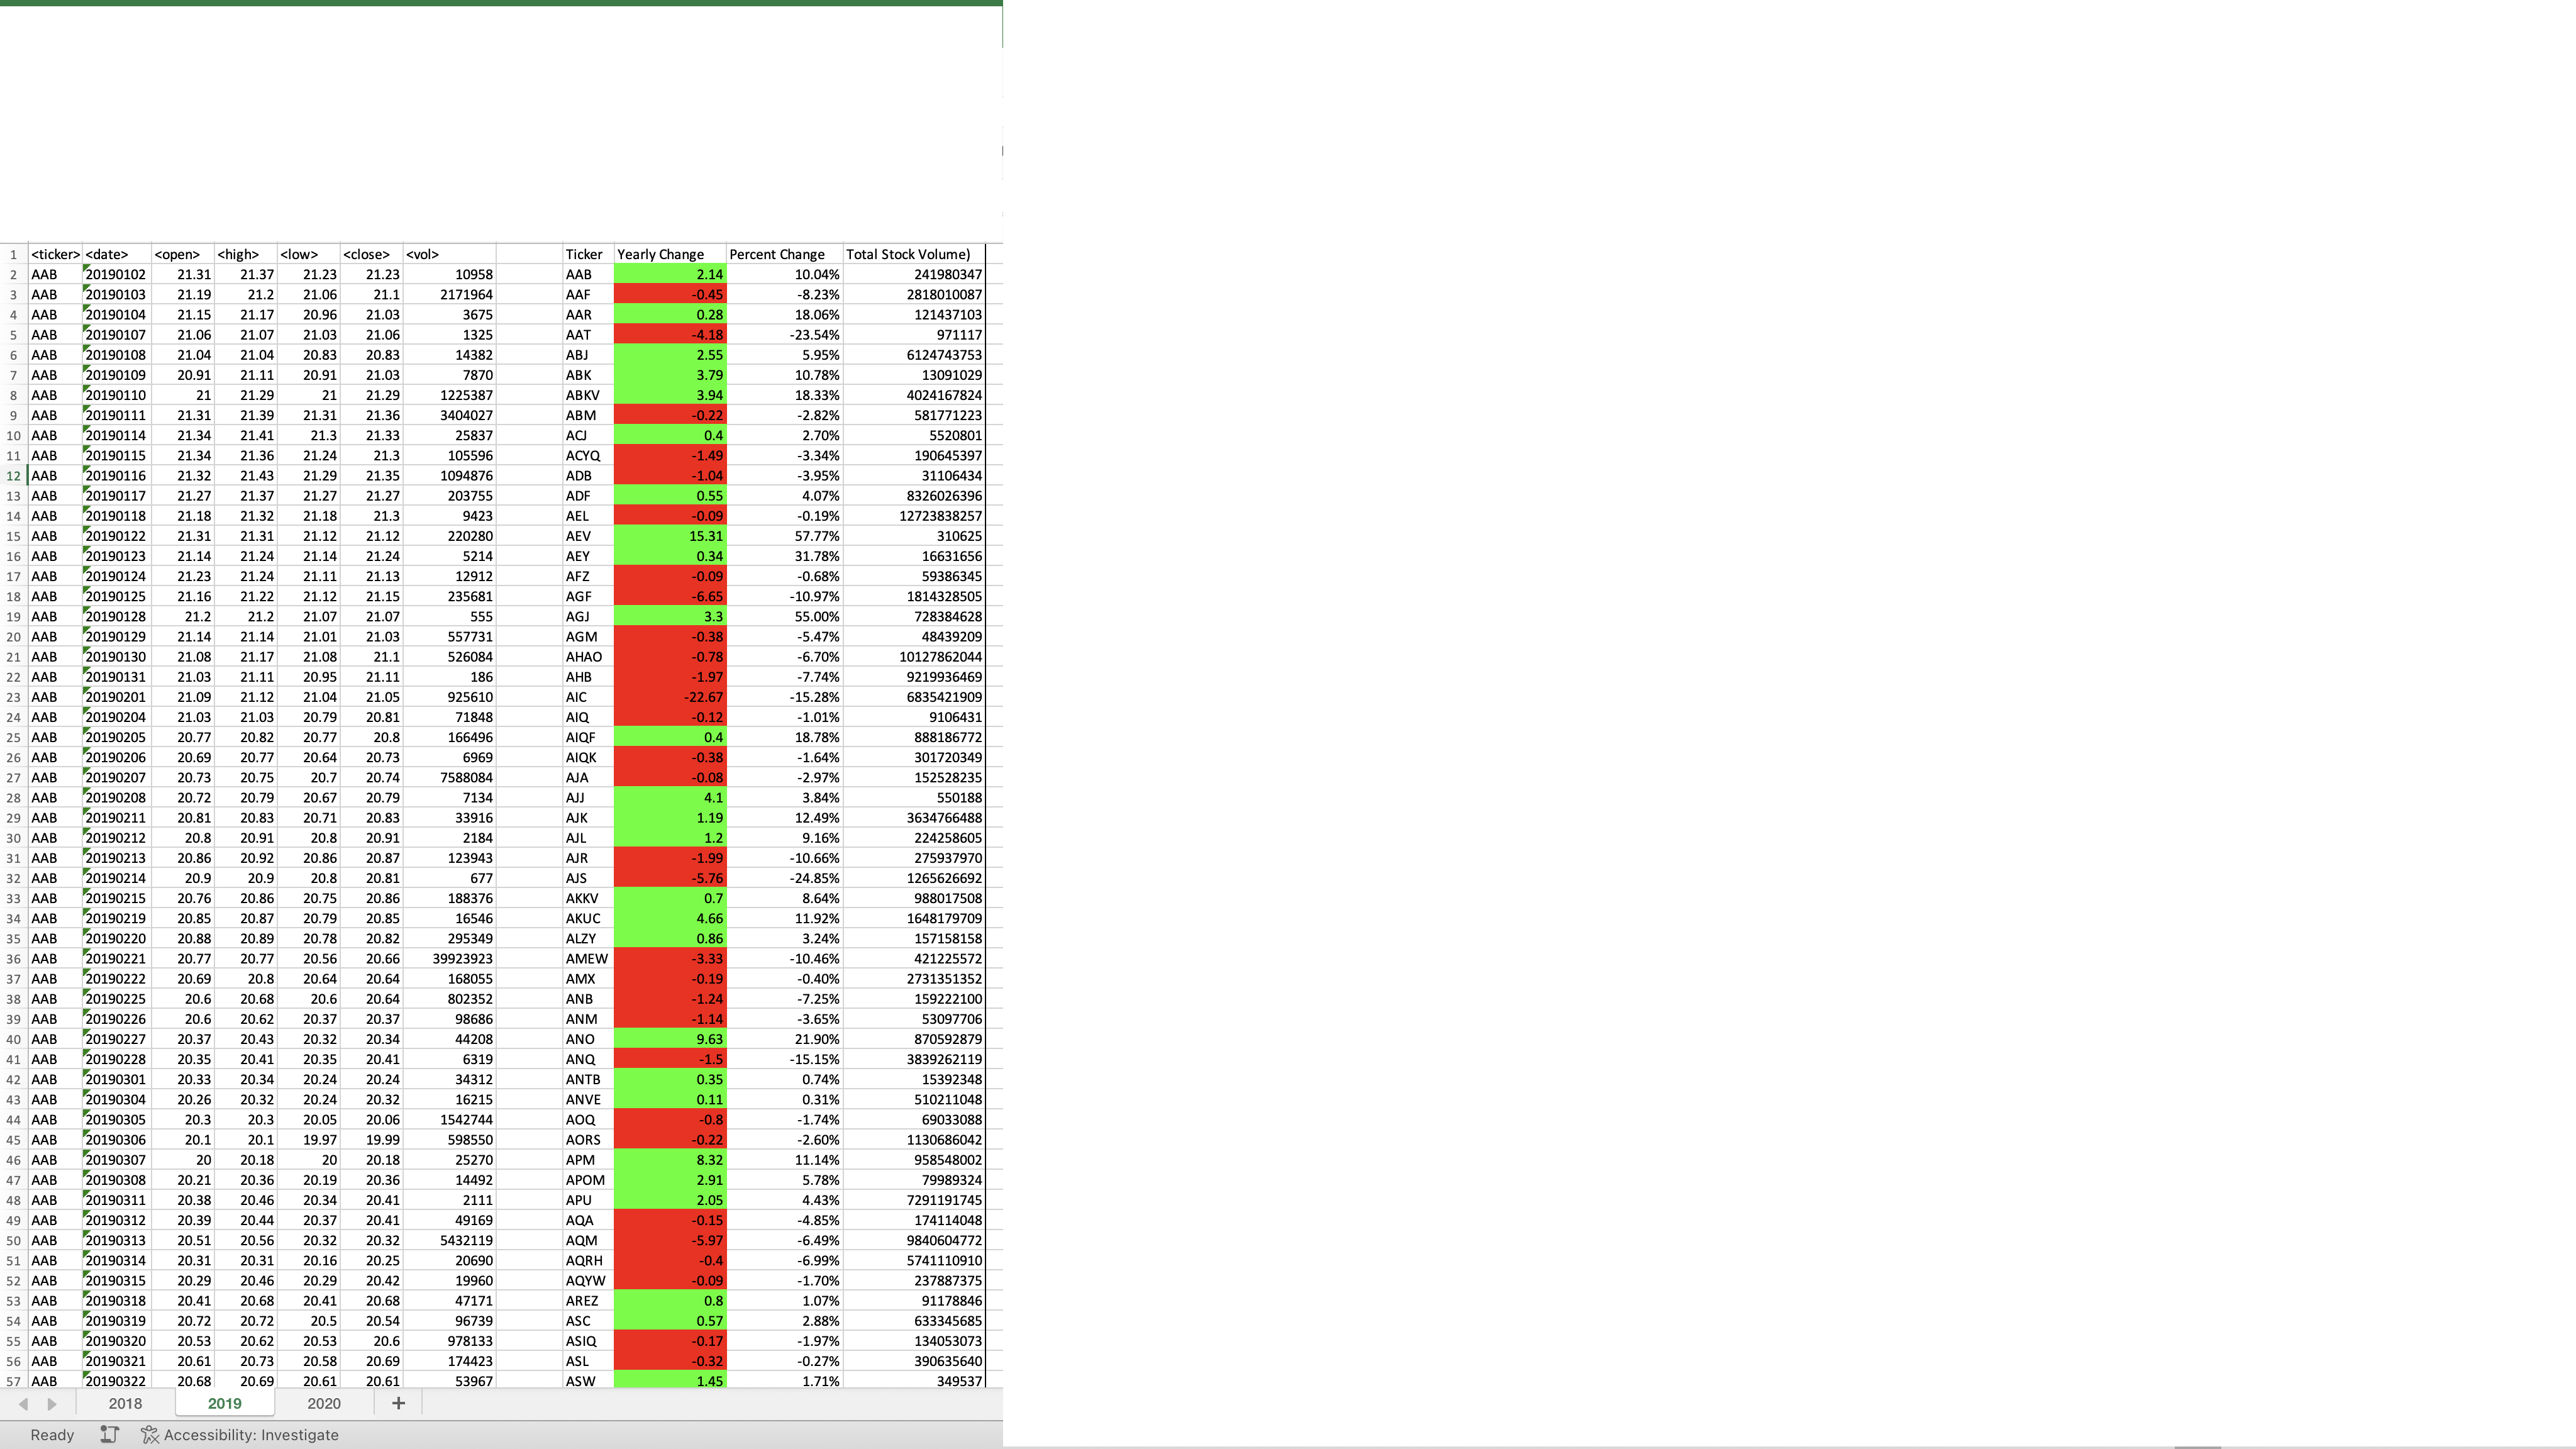 1 <ticker> <date> <open> <high> <low> <close> <vol> Ticker Yearly Change Percent Change Total Stock Volume)
2 AAB 20190102 21.31 21.37 21.23 21.23 10958 AAB 2.14 10.04% 241980347
3 AAB 20190103 21.19 21.2 21.06 21.1 2171964 AAF -0.45 -8.23% 2818010087
4 AAB 20190104 21.15 21.17 20.96 21.03 3675 AAR 0.28 18.06% 121437103
5 AAB 20190107 21.06 21.07 21.03 21.06 1325 AAT -4.18 -23.54% 971117
6 AAB 20190108 21.04 21.04 20.83 20.83 14382 ABJ 2.55 5.95% 6124743753
7 AAB 20190109 20.91 21.11 20.91 21.03 7870 ABK 3.79 10.78% 13091029
8 AAB 20190110 21 21.29 21 21.29 1225387 ABKV 3.94 18.33% 4024167824
9 AAB 20190111 21.31 21.39 21.31 21.36 3404027 ABM -0.22 -2.82% 581771223
10 AAB 20190114 21.34 21.41 21.3 21.33 25837 ACJ 0.4 2.70% 5520801
11 AAB 20190115 21.34 21.36 21.24 21.3 105596 ACYQ -1.49 -3.34% 190645397
12 AAB 20190116 21.32 21.43 21.29 21.35 1094876 ADB -1.04 -3.95% 31106434
13 AAB 20190117 21.27 21.37 21.27 21.27 203755 ADF 0.55 4.07% 8326026396
14 AAB 20190118 21.18 21.32 21.18 21.3 9423 AEL -0.09 -0.19% 12723838257
15 AAB 20190122 21.31 21.31 21.12 21.12 220280 AEV 15.31 57.77% 310625
16 AAB 20190123 21.14 21.24 21.14 21.24 5214 AEY 0.34 31.78% 16631656
17 AAB 20190124 21.23 21.24 21.11 21.13 12912 AFZ -0.09 -0.68% 59386345
18 AAB 20190125 21.16 21.22 21.12 21.15 235681 AGF -6.65 -10.97% 1814328505
19 AAB 20190128 21.2 21.2 21.07 21.07 555 AGJ 3.3 55.00% 728384628
20 AAB 20190129 21.14 21.14 21.01 21.03 557731 AGM -0.38 -5.47% 48439209
21 AAB 20190130 21.08 21.17 21.08 21.1 526084 AHAO -0.78 -6.70% 10127862044
22 AAB 20190131 21.03 21.11 20.95 21.11 186 AHB -1.97 -7.74% 9219936469
23 AAB 20190201 21.09 21.12 21.04 21.05 925610 AIC -22.67 -15.28% 6835421909
24 AAB 20190204 21.03 21.03 20.79 20.81 71848 AIQ -0.12 -1.01% 9106431
25 AAB 20190205 20.77 20.82 20.77 20.8 166496 AIQF 0.4 18.78% 888186772
26 AAB 20190206 20.69 20.77 20.64 20.73 6969 AIQK -0.38 -1.64% 301720349
27 AAB 20190207 20.73 20.75 20.7 20.74 7588084 AJA -0.08 -2.97% 152528235
28 AAB 20190208 20.72 20.79 20.67 20.79 7134 AJJ 4.1 3.84% 550188
29 AAB 20190211 20.81 20.83 20.71 20.83 33916 AJK 1.19 12.49% 3634766488
30 AAB 20190212 20.8 20.91 20.8 20.91 2184 AJL 1.2 9.16% 224258605
31 AAB 20190213 20.86 20.92 20.86 20.87 123943 AJR -1.99 -10.66% 275937970
32 AAB 20190214 20.9 20.9 20.8 20.81 677 AJS -5.76 -24.85% 1265626692
33 AAB 20190215 20.76 20.86 20.75 20.86 188376 AKKV 0.7 8.64% 988017508
34 AAB 20190219 20.85 20.87 20.79 20.85 16546 AKUC 4.66 11.92% 1648179709
35 AAB 20190220 20.88 20.89 20.78 20.82 295349 ALZY 0.86 3.24% 157158158
36 AAB 20190221 20.77 20.77 20.56 20.66 39923923 AMEW -3.33 -10.46% 421225572
37 AAB 20190222 20.69 20.8 20.64 20.64 168055 AMX -0.19 -0.40% 2731351352
38 AAB 20190225 20.6 20.68 20.6 20.64 802352 ANB -1.24 -7.25% 159222100
39 AAB 20190226 20.6 20.62 20.37 20.37 98686 ANM -1.14 -3.65% 53097706
40 AAB 20190227 20.37 20.43 20.32 20.34 44208 ANO 9.63 21.90% 870592879
41 AAB 20190228 20.35 20.41 20.35 20.41 6319 ANQ -1.5 -15.15% 3839262119
42 AAB 20190301 20.33 20.34 20.24 20.24 34312 ANTB 0.35 0.74% 15392348
43 AAB 20190304 20.26 20.32 20.24 20.32 16215 ANVE 0.11 0.31% 510211048
44 AAB 20190305 20.3 20.3 20.05 20.06 1542744 AOQ -0.8 -1.74% 69033088
45 AAB 20190306 20.1 20.1 19.97 19.99 598550 AORS -0.22 -2.60% 1130686042
46 AAB 20190307 20 20.18 20 20.18 25270 APM 8.32 11.14% 958548002
47 AAB 20190308 20.21 20.36 20.19 20.36 14492 APOM 2.91 5.78% 79989324
48 AAB 20190311 20.38 20.46 20.34 20.41 2111 APU 2.05 4.43% 7291191745
49 AAB 20190312 20.39 20.44 20.37 20.41 49169 AQA -0.15 -4.85% 174114048
50 AAB 20190313 20.51 20.56 20.32 20.32 5432119 AQM -5.97 -6.49% 9840604772
51 AAB 20190314 20.31 20.31 20.16 20.25 20690 AQRH -0.4 -6.99% 5741110910
52 AAB 20190315 20.29 20.46 20.29 20.42 19960 AQYW -0.09 -1.70% 237887375
53 AAB 20190318 20.41 20.68 20.41 20.68 47171 AREZ 0.8 1.07% 91178846
54 AAB 20190319 20.72 20.72 20.5 20.54 96739 ASC 0.57 2.88% 633345685
55 AAB 20190320 20.53 20.62 20.53 20.6 978133 ASIQ -0.17 -1.97% 134053073
56 AAB 20190321 20.61 20.73 20.58 20.69 174423 ASL -0.32 -0.27% 390635640
57 AAB 20190322 20.68 20.69 20.61 20.61 53967 ASW 1.45 1.71% 349537
2018 2019 2020 +
Ready Accessibility: Investigate